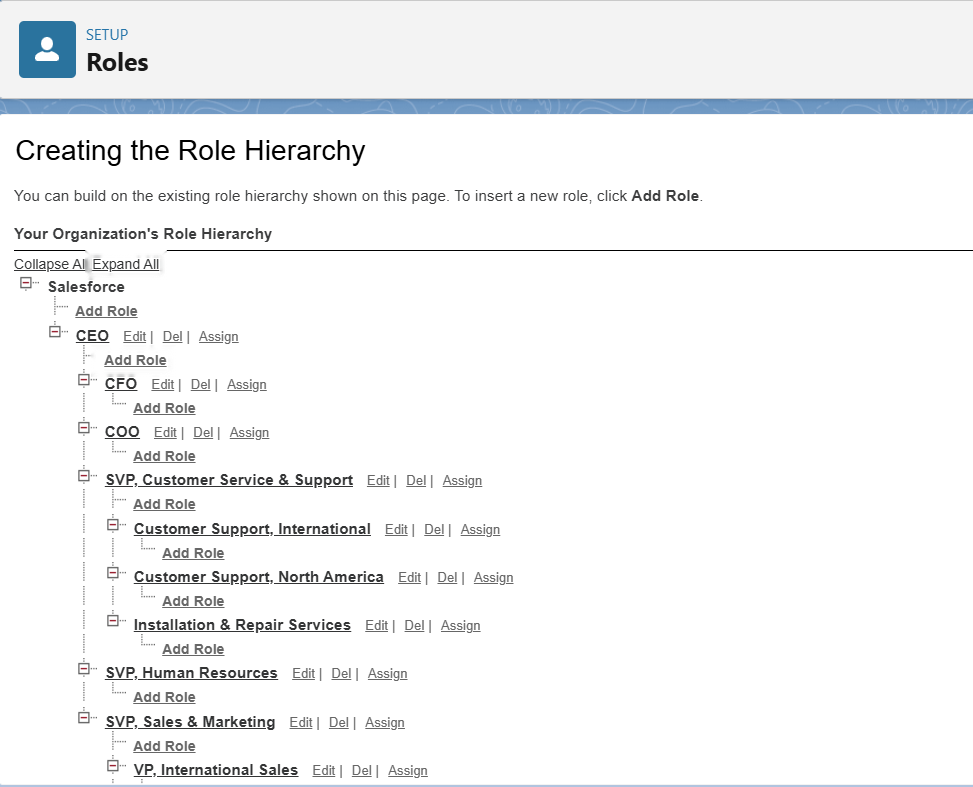 SETUP
Roles
Creating the Role Hierarchy
You can build on the existing role hierarchy shown on this page. To insert a new role, click Add Role.
Your Organization's Role Hierarchy
Collapse All Expand All
Salesforce
Add Role
CEO Edit | Del | Assign
Add Role
CFO Edit | Del | Assign
Add Role
COO Edit | Del | Assign
Add Role
SVP, Customer Service & Support Edit | Del | Assign
Add Role
Customer Support, International Edit | Del | Assign
Add Role
Customer Support, North America Edit | Del | Assign
Add Role
Installation & Repair Services Edit | Del | Assign
Add Role
SVP, Human Resources Edit | Del | Assign
Add Role
SVP, Sales & Marketing Edit | Del | Assign
Add Role
VP, International Sales Edit | Del | Assign